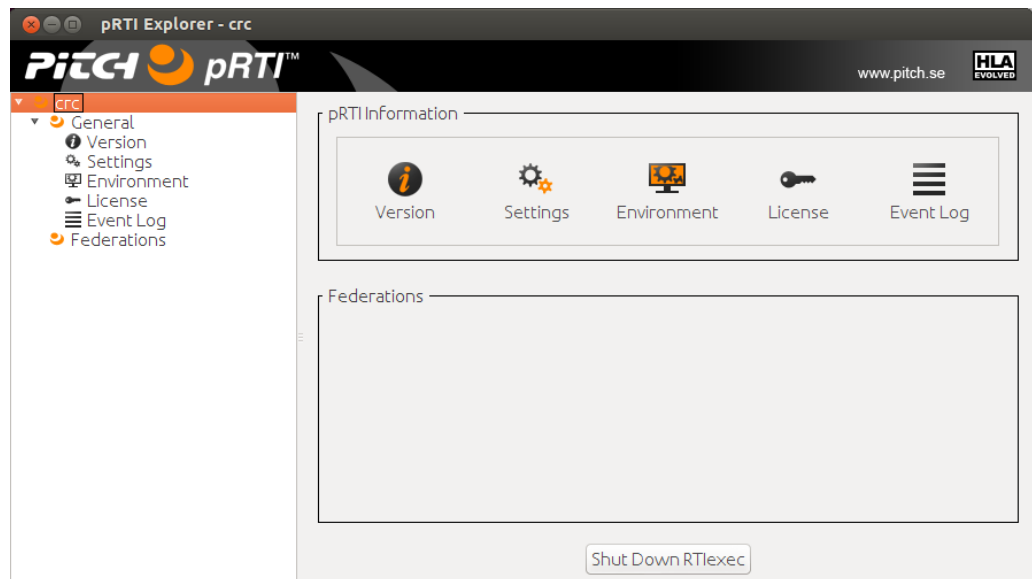 pRTI Explorer - crc
PITCH pRTI™
www.pitch.se
HLA
EVOLVED
crc
General
Version
Settings
Environment
License
Event Log
Federations
pRTI Information
Version Settings Environment License Event Log
Federations
Shut Down RTIexec